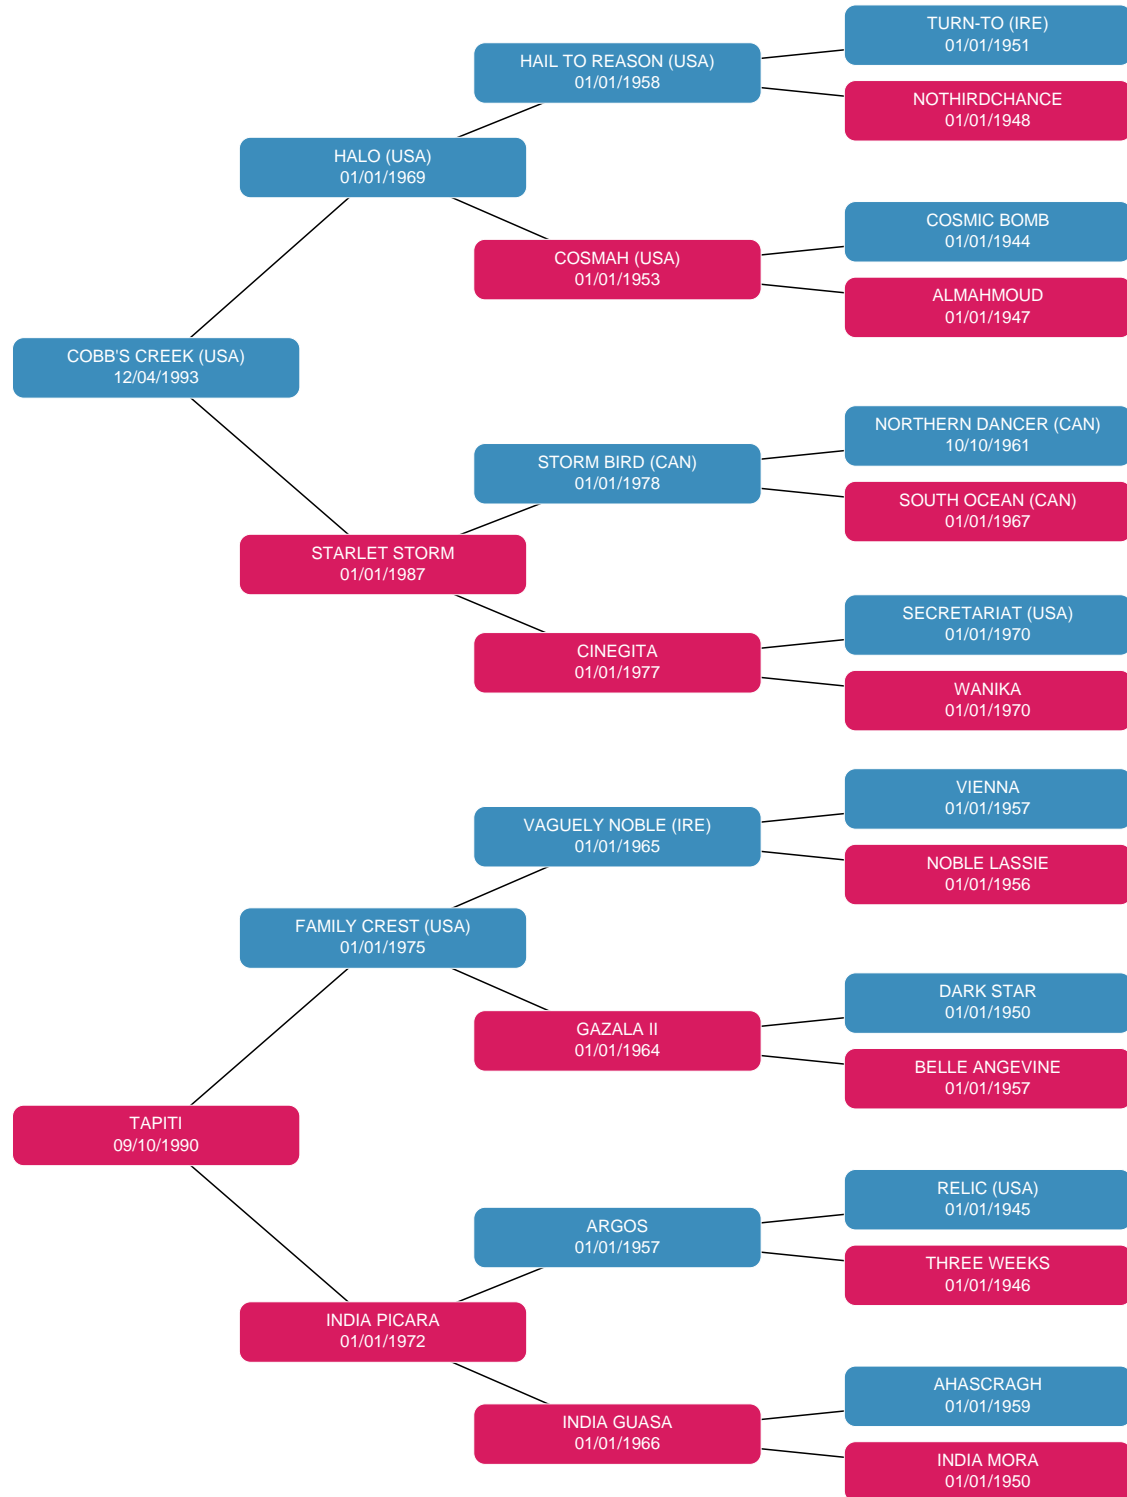 TURN-TO (IRE)
01/01/1951
HAIL TO REASON (USA)
01/01/1958
NOTHIRDCHANCE
01/01/1948
HALO (USA)
01/01/1969
COSMIC BOMB
01/01/1944
COSMAH (USA)
01/01/1953
ALMAHMOUD
01/01/1947
COBB'S CREEK (USA)
12/04/1993
NORTHERN DANCER (CAN)
10/10/1961
STORM BIRD (CAN)
01/01/1978
SOUTH OCEAN (CAN)
01/01/1967
STARLET STORM
01/01/1987
SECRETARIAT (USA)
01/01/1970
CINEGITA
01/01/1977
WANIKA
01/01/1970
VIENNA
01/01/1957
VAGUELY NOBLE (IRE)
01/01/1965
NOBLE LASSIE
01/01/1956
FAMILY CREST (USA)
01/01/1975
DARK STAR
01/01/1950
GAZALA II
01/01/1964
BELLE ANGEVINE
01/01/1957
TAPITI
09/10/1990
RELIC (USA)
01/01/1945
ARGOS
01/01/1957
THREE WEEKS
01/01/1946
INDIA PICARA
01/01/1972
AHASCRAGH
01/01/1959
INDIA GUASA
01/01/1966
INDIA MORA
01/01/1950